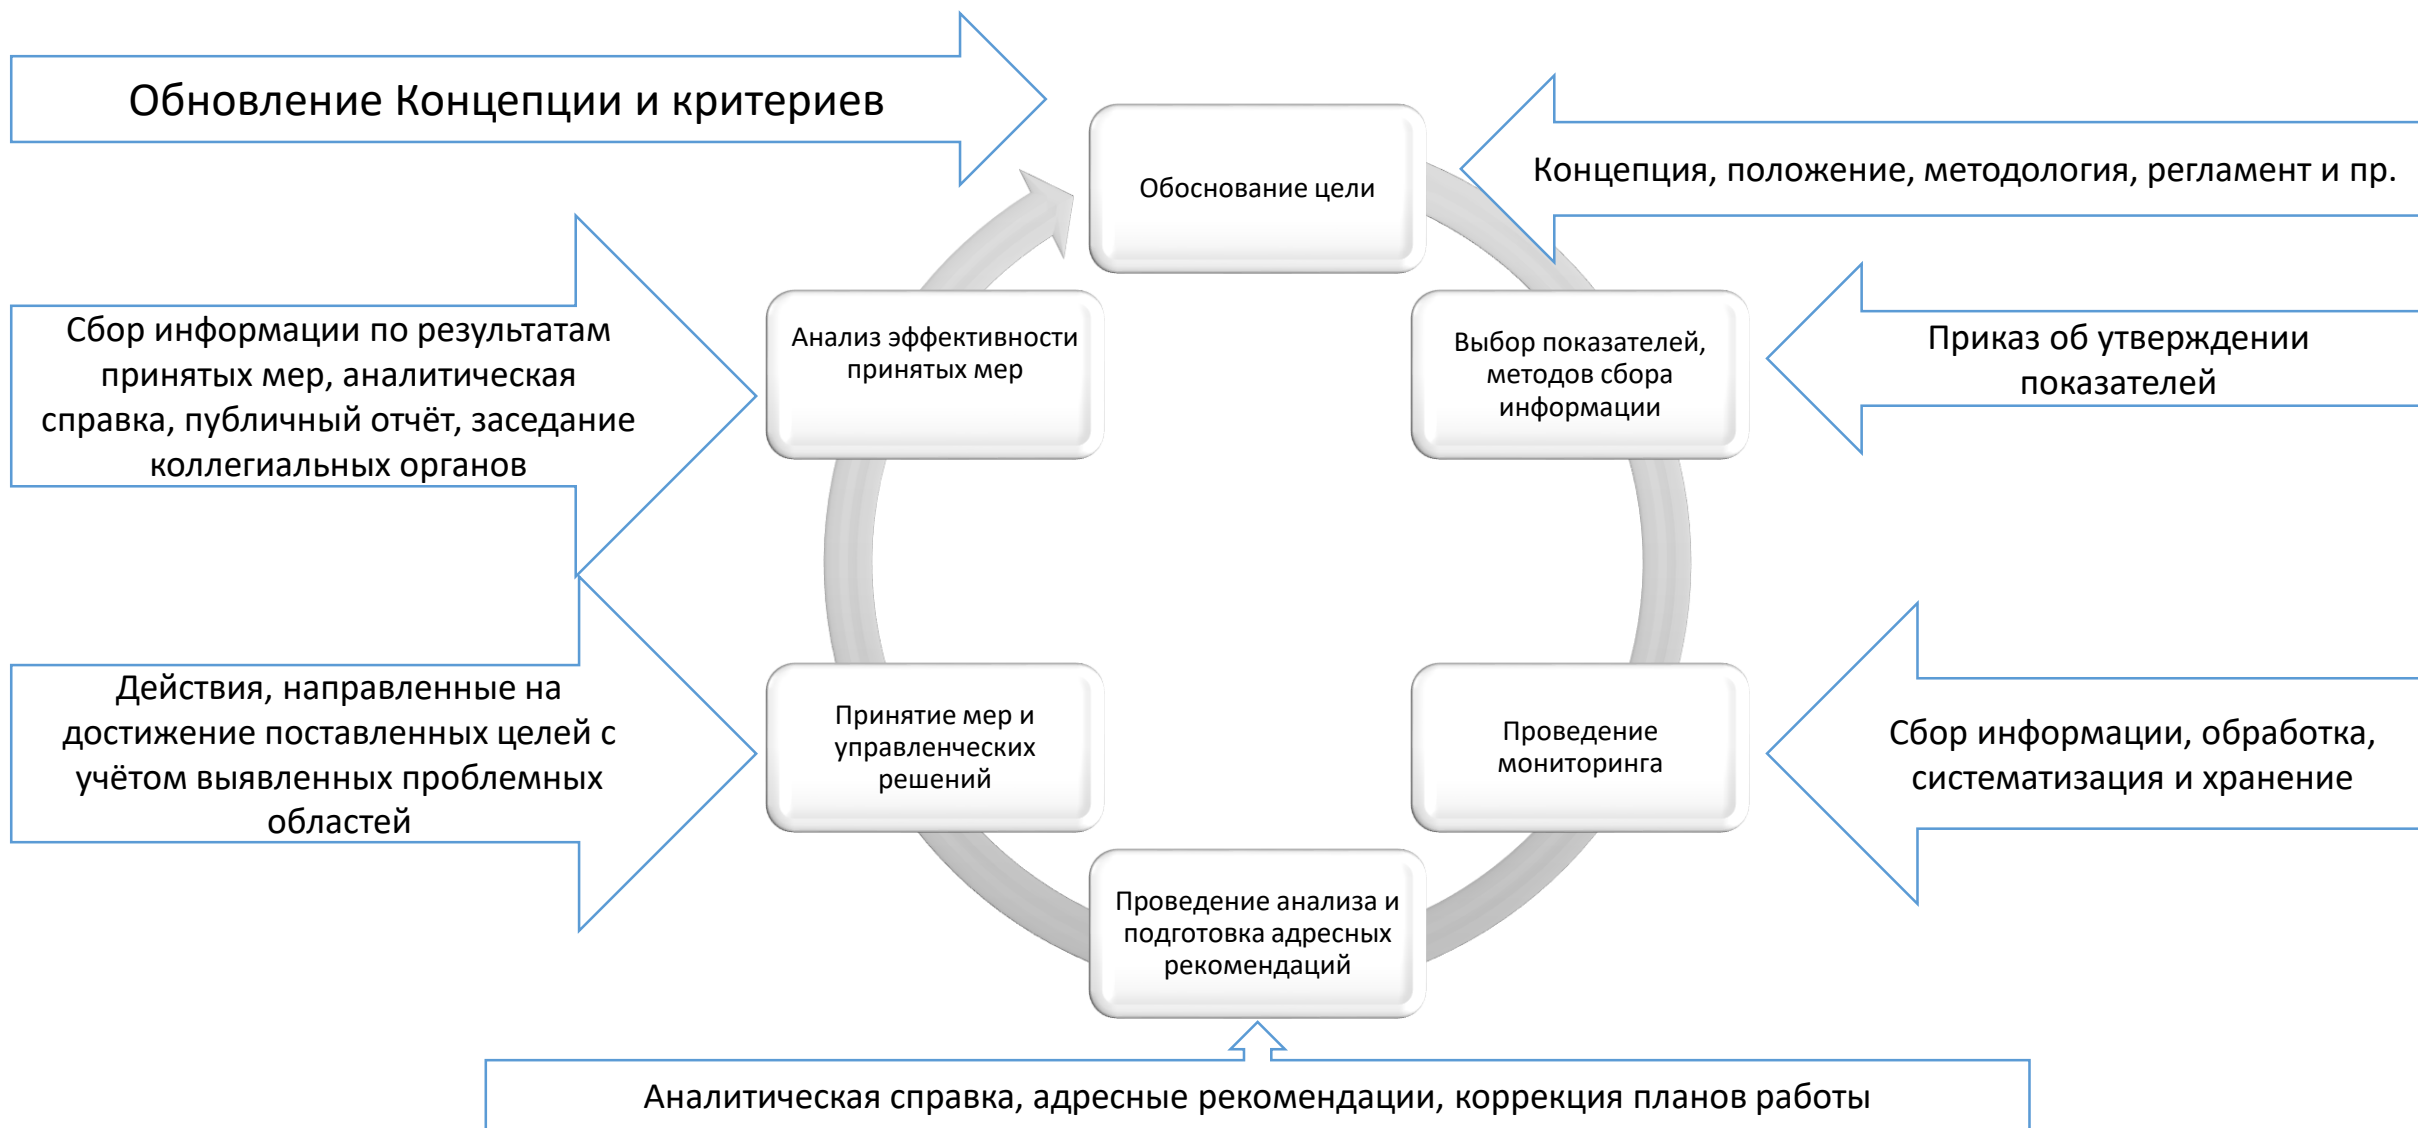 Обновление Концепции и критериев
Обоснование цели
Концепция, положение, методология, регламент и пр.
Сбор информации по результатам
принятых мер, аналитическая
справка, публичный отчёт, заседание
коллегиальных органов
Анализ эффективности
принятых мер
Выбор показателей,
методов сбора
информации
Приказ об утверждении
показателей
Действия, направленные на
достижение поставленных целей с
учётом выявленных проблемных
областей
Принятие мер и
управленческих
решений
Проведение
мониторинга
Сбор информации, обработка,
систематизация и хранение
Проведение анализа и
подготовка адресных
рекомендаций
Аналитическая справка, адресные рекомендации, коррекция планов работы